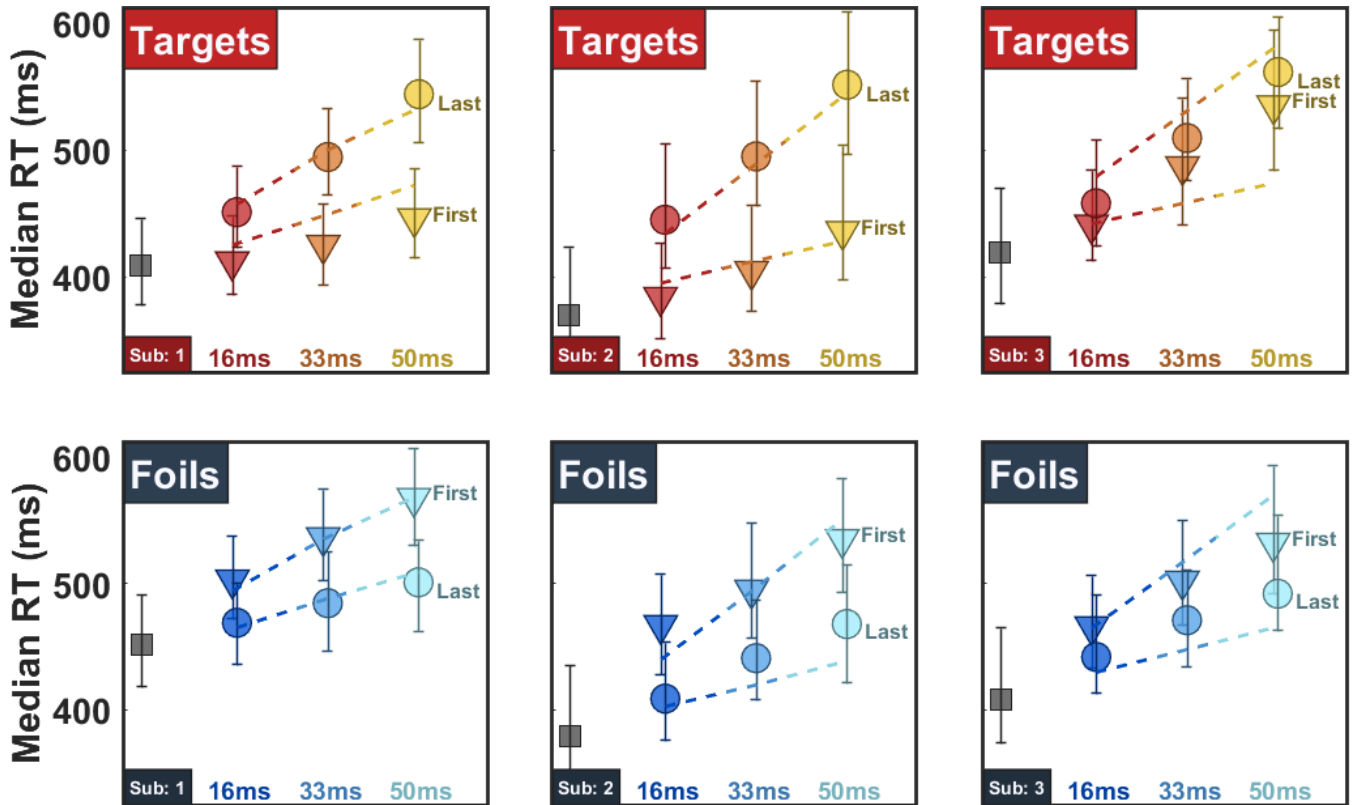 Median RT (ms)
600
500
400
Targets
Last
First
Sub: 1 16ms 33ms 50ms
Targets
Last
First
Sub: 2 16ms 33ms 50ms
Targets
Last
First
Sub: 3 16ms 33ms 50ms
Median RT (ms)
600
500
400
Foils
First
Last
Sub: 1 16ms 33ms 50ms
Foils
First
Last
Sub: 2 16ms 33ms 50ms
Foils
First
Last
Sub: 3 16ms 33ms 50ms